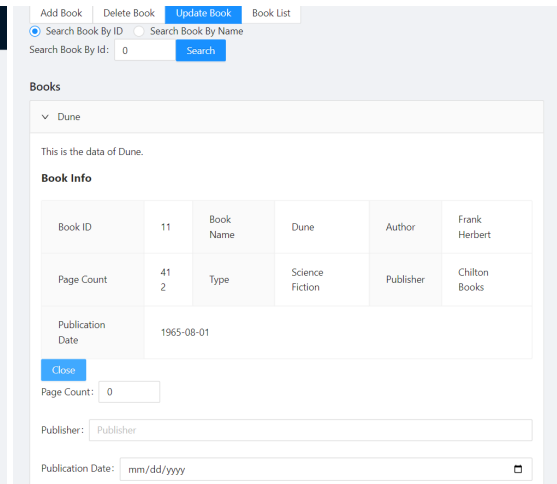 Add Book Delete Book Update Book Book List
Search Book By ID Search Book By Name
Search Book By Id: 0 Search
Books
Dune
This is the data of Dune.
Book Info
Book ID 11 Book Name Dune Author Frank Herbert
Page Count 412 Type Science Fiction Publisher Chilton Books
Publication Date 1965-08-01
Close
Page Count: 0
Publisher: Publisher
Publication Date: mm/dd/yyyy